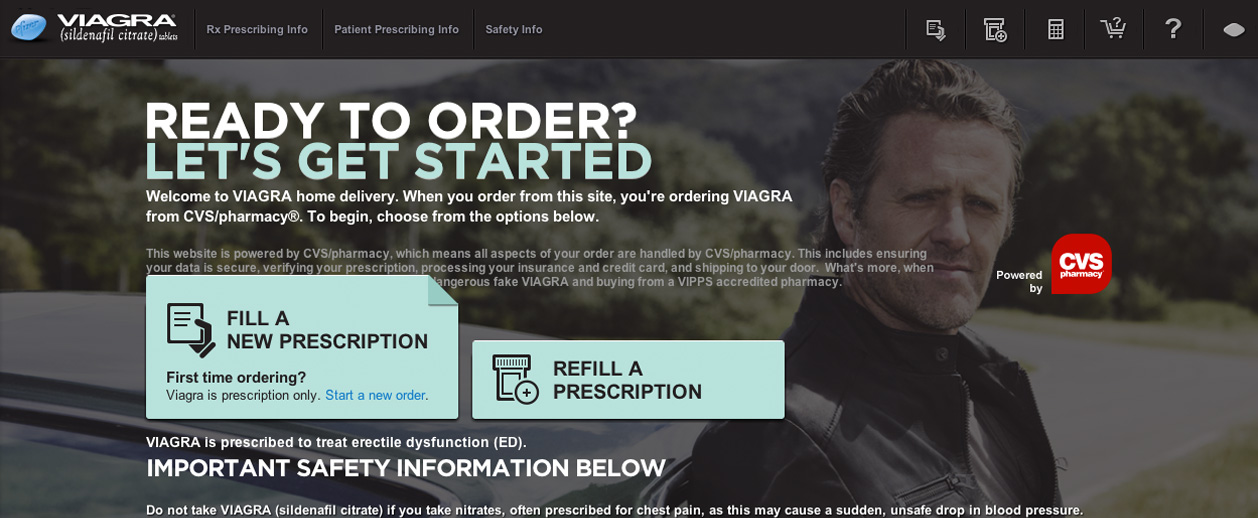 VIAGRA®
(sildenafil citrate) tablets
Rx Prescribing Info
Patient Prescribing Info
Safety Info
READY TO ORDER?
LET'S GET STARTED
Welcome to VIAGRA home delivery. When you order from this site, you're ordering VIAGRA
from CVS/pharmacy®. To begin, choose from the options below.
This website is powered by CVS/pharmacy, which means all aspects of your order are handled by CVS/pharmacy. This includes ensuring
your data is secure, verifying your prescription, processing your insurance and credit card, and shipping to your door. What's more, when
fake VIAGRA and buying from a VIPPS accredited pharmacy.
Powered
by
CVS
pharmacy
FILL A
NEW PRESCRIPTION
First time ordering?
Viagra is prescription only. Start a new order.
REFILL A
PRESCRIPTION
VIAGRA is prescribed to treat erectile dysfunction (ED).
IMPORTANT SAFETY INFORMATION BELOW
Do not take VIAGRA (sildenafil citrate) if you take nitrates, often prescribed for chest pain, as this may cause a sudden, unsafe drop in blood pressure.